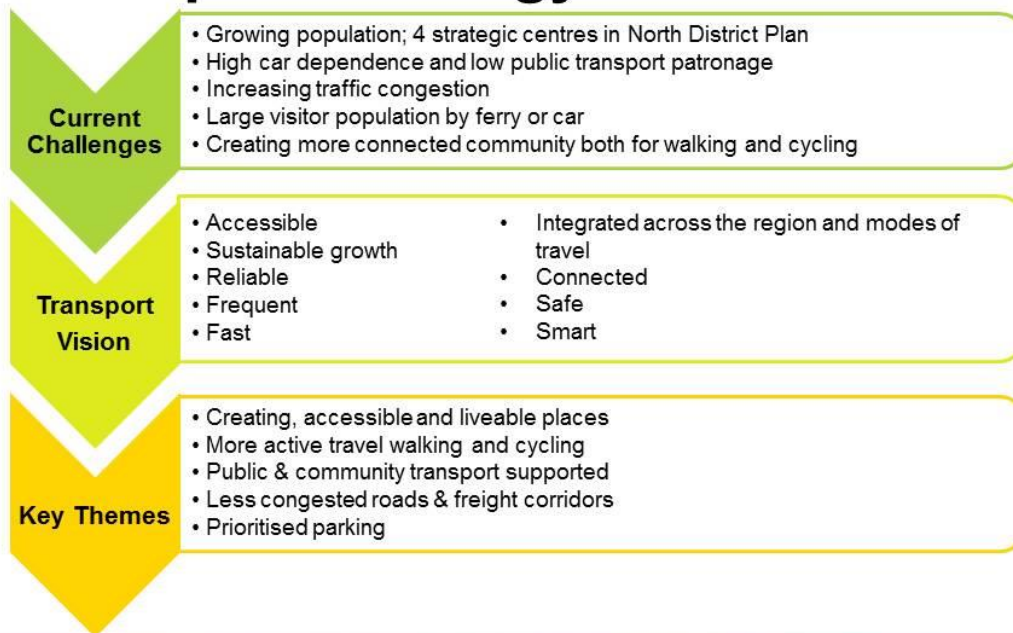 Current
Challenges
• Growing population; 4 strategic centres in North District Plan
• High car dependence and low public transport patronage
• Increasing traffic congestion
• Large visitor population by ferry or car
• Creating more connected community both for walking and cycling
Transport
Vision
• Accessible
• Sustainable growth
• Reliable
• Frequent
• Fast
• Integrated across the region and modes of
travel
• Connected
• Safe
• Smart
Key Themes
• Creating, accessible and liveable places
• More active travel walking and cycling
• Public & community transport supported
• Less congested roads & freight corridors
• Prioritised parking